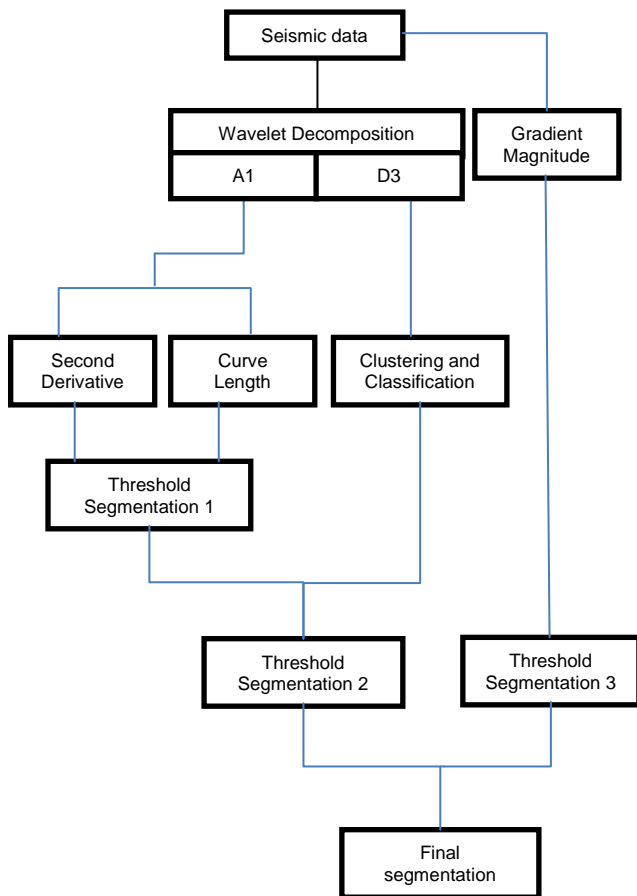 Seismic data
Wavelet Decomposition
A1
D3
Gradient
Magnitude
Second
Derivative
Curve
Length
Clustering and
Classification
Threshold
Segmentation 1
Threshold
Segmentation 2
Threshold
Segmentation 3
Final
segmentation